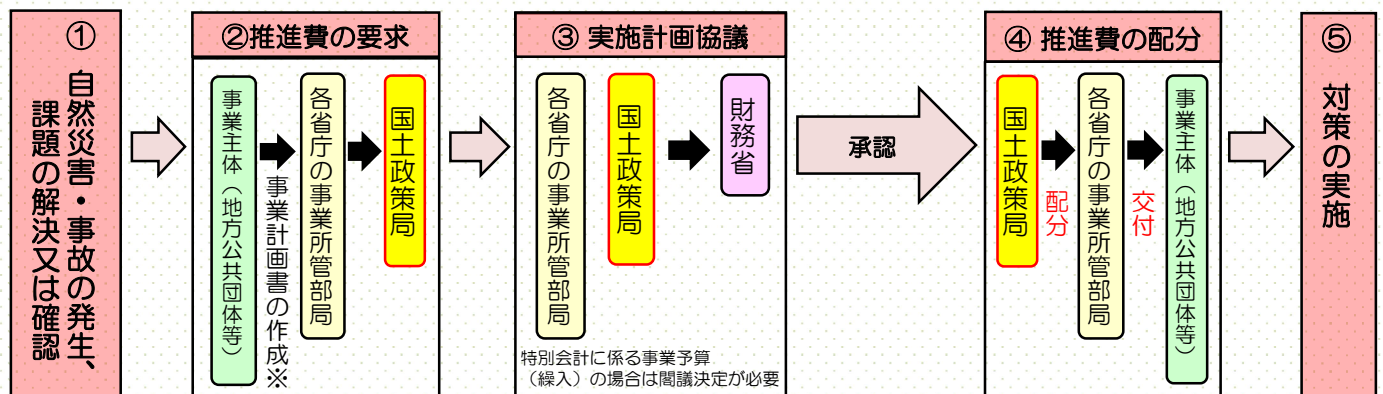 ①
自然災害・事故の発生、
課題の解決又は確認
②推進費の要求
事業主体（地方公共団体等）
事業計画書の作成※
各省庁の事業所管部局
国土政策局
③ 実施計画協議
各省庁の事業所管部局
国土政策局
財務省
特別会計に係る事業予算
（繰入）の場合は閣議決定が必要
承認
④ 推進費の配分
国土政策局
配分
各省庁の事業所管部局
交付
事業主体（地方公共団体等）
⑤
対策の実施